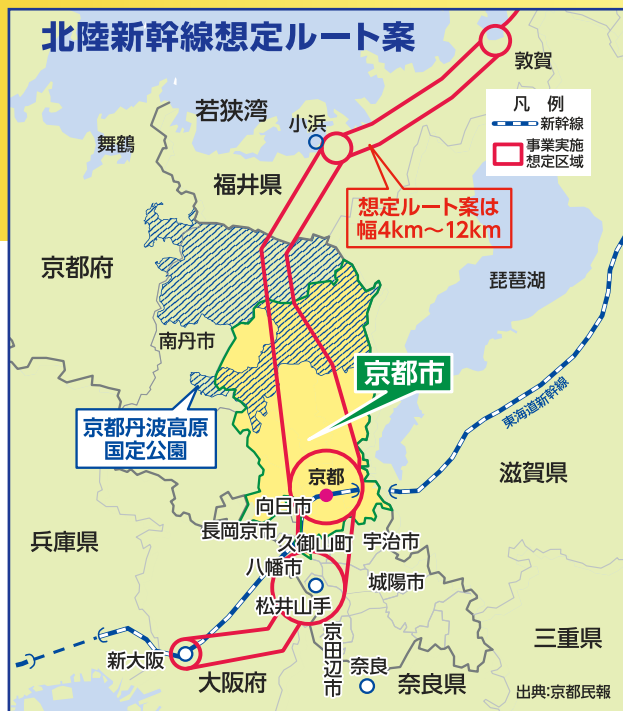 北陸新幹線想定ルート案
敦賀
若狭湾
小浜
凡 例
新幹線
事業実施
想定区域
舞鶴
福井県
想定ルート案は
幅4km〜12km
京都府
琵琶湖
南丹市
京都市
京都丹波高原
国定公園
東海道新幹線
滋賀県
京都
向日市
長岡京市
兵庫県
久御山町
宇治市
八幡市
城陽市
松井山手
京田辺市
三重県
新大阪
奈良
大阪府
奈良県
出典:京都民報